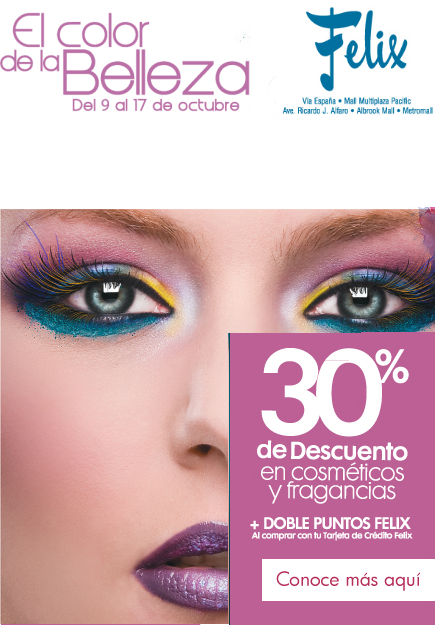 El color
de la Belleza
Del 9 al 17 de octubre
Felix
Vía España • Mall Multiplaza Pacific
Ave. Ricardo J. Alfaro • Albrook Mall • Metromall
30%
de Descuento
en cosméticos
y fragancias
+ DOBLE PUNTOS FELIX
Al comprar con tu Tarjeta de Crédito Felix
Conoce más aquí